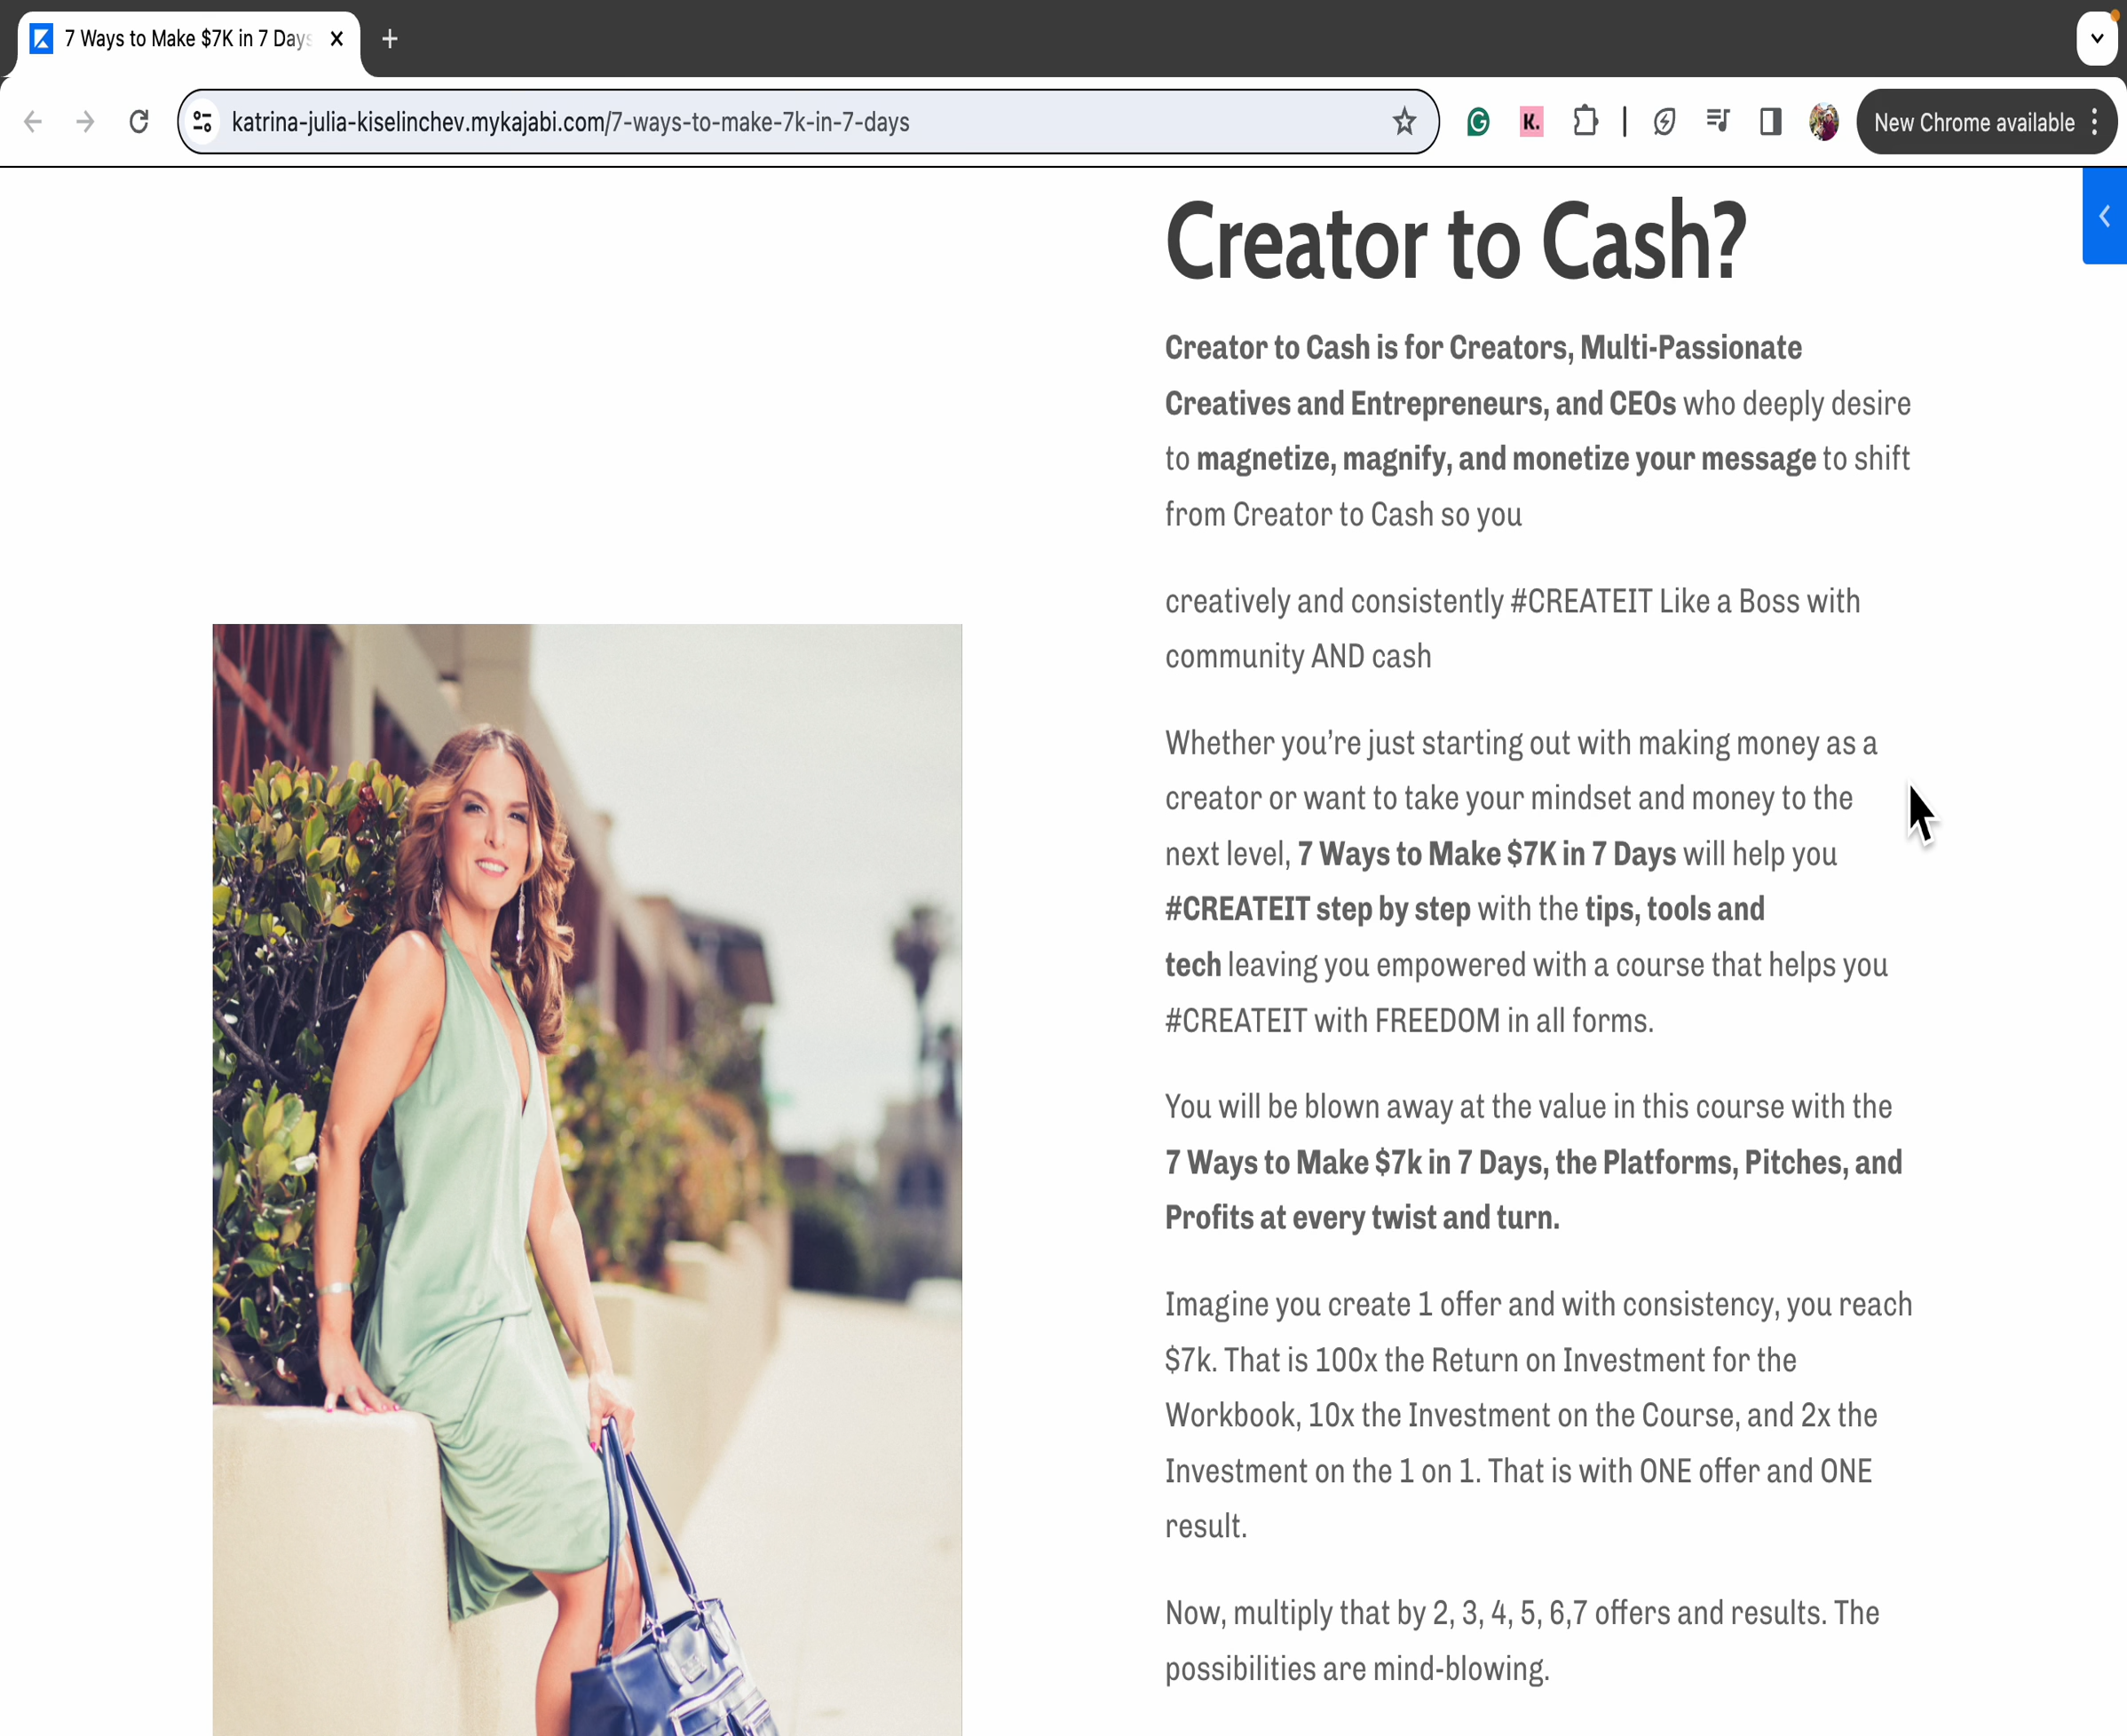 7 Ways to Make $7K in 7 Days
katrina-julia-kiselinchev.mykajabi.com/7-ways-to-make-7k-in-7-days
K.
New Chrome available
Creator to Cash?
Creator to Cash is for Creators, Multi-Passionate
Creatives and Entrepreneurs, and CEOs who deeply desire
to magnetize, magnify, and monetize your message to shift
from Creator to Cash so you
creatively and consistently #CREATEIT Like a Boss with
community AND cash
Whether you’re just starting out with making money as a
creator or want to take your mindset and money to the
next level, 7 Ways to Make $7K in 7 Days will help you
#CREATEIT step by step with the tips, tools and
tech leaving you empowered with a course that helps you
#CREATEIT with FREEDOM in all forms.
You will be blown away at the value in this course with the
7 Ways to Make $7k in 7 Days, the Platforms, Pitches, and
Profits at every twist and turn.
Imagine you create 1 offer and with consistency, you reach
$7k. That is 100x the Return on Investment for the
Workbook, 10x the Investment on the Course, and 2x the
Investment on the 1 on 1. That is with ONE offer and ONE
result.
Now, multiply that by 2, 3, 4, 5, 6,7 offers and results. The
possibilities are mind-blowing.